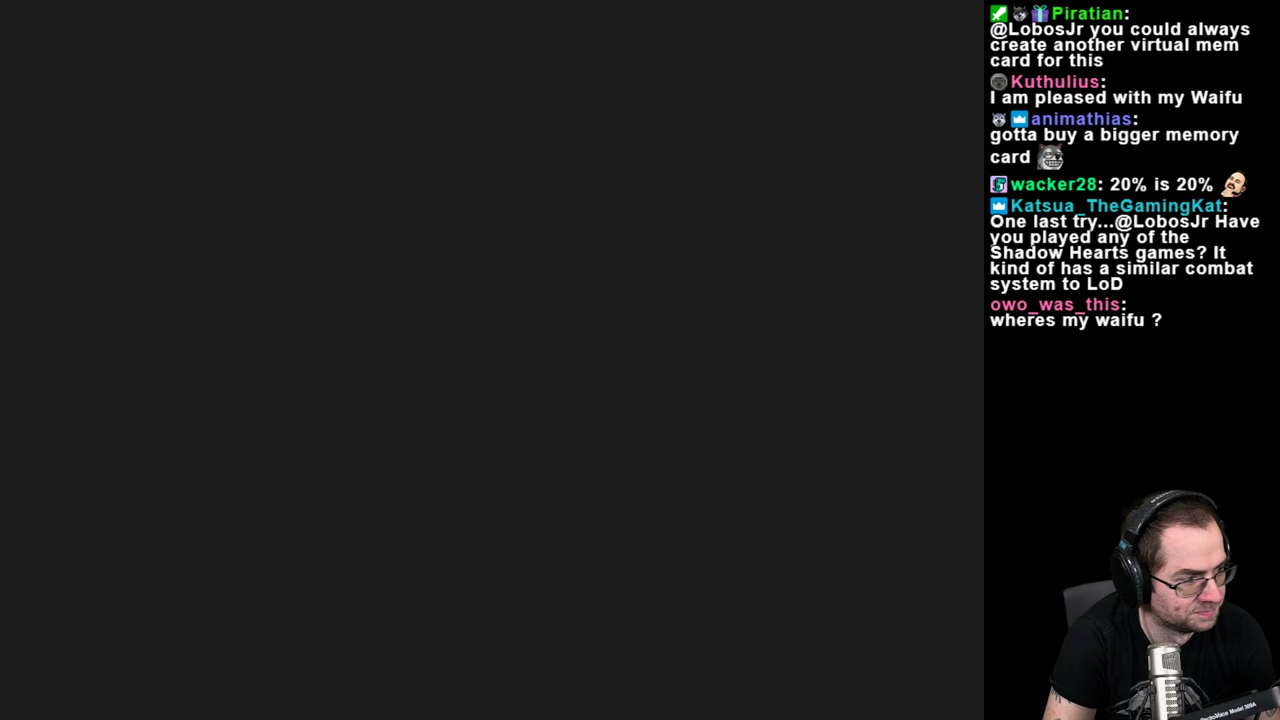 Piratian:
@LobosJr you could always
create another virtual mem
card for this
Kuthulius:
I am pleased with my Waifu
animathias:
gotta buy a bigger memory
card
wacker28: 20% is 20%
Katsua_TheGamingKat:
One last try...@LobosJr Have
you played any of the
Shadow Hearts games? It
kind of has a similar combat
system to LoD
owo_was_this:
wheres my waifu ?